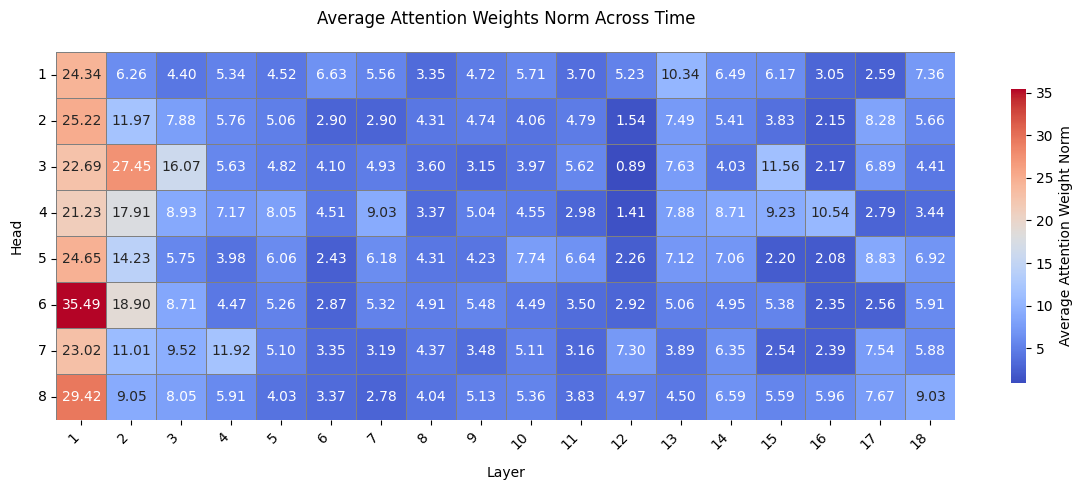 Average Attention Weights Norm Across Time
1 24.34 6.26 4.40 5.34 4.52 6.63 5.56 3.35 4.72 5.71 3.70 5.23 10.34 6.49 6.17 3.05 2.59 7.36
2 25.22 11.97 7.88 5.76 5.06 2.90 2.90 4.31 4.74 4.06 4.79 1.54 7.49 5.41 3.83 2.15 8.28 5.66
3 22.69 27.45 16.07 5.63 4.82 4.10 4.93 3.60 3.15 3.97 5.62 0.89 7.63 4.03 11.56 2.17 6.89 4.41
4 21.23 17.91 8.93 7.17 8.05 4.51 9.03 3.37 5.04 4.55 2.98 1.41 7.88 8.71 9.23 10.54 2.79 3.44
5 24.65 14.23 5.75 3.98 6.06 2.43 6.18 4.31 4.23 7.74 6.64 2.26 7.12 7.06 2.20 2.08 8.83 6.92
6 35.49 18.90 8.71 4.47 5.26 2.87 5.32 4.91 5.48 4.49 3.50 2.92 5.06 4.95 5.38 2.35 2.56 5.91
7 23.02 11.01 9.52 11.92 5.10 3.35 3.19 4.37 3.48 5.11 3.16 7.30 3.89 6.35 2.54 2.39 7.54 5.88
8 29.42 9.05 8.05 5.91 4.03 3.37 2.78 4.04 5.13 5.36 3.83 4.97 4.50 6.59 5.59 5.96 7.67 9.03
Head
1 2 3 4 5 6 7 8 9 10 11 12 13 14 15 16 17 18
Layer
35
30
25
20
15
10
5
Average Attention Weight Norm